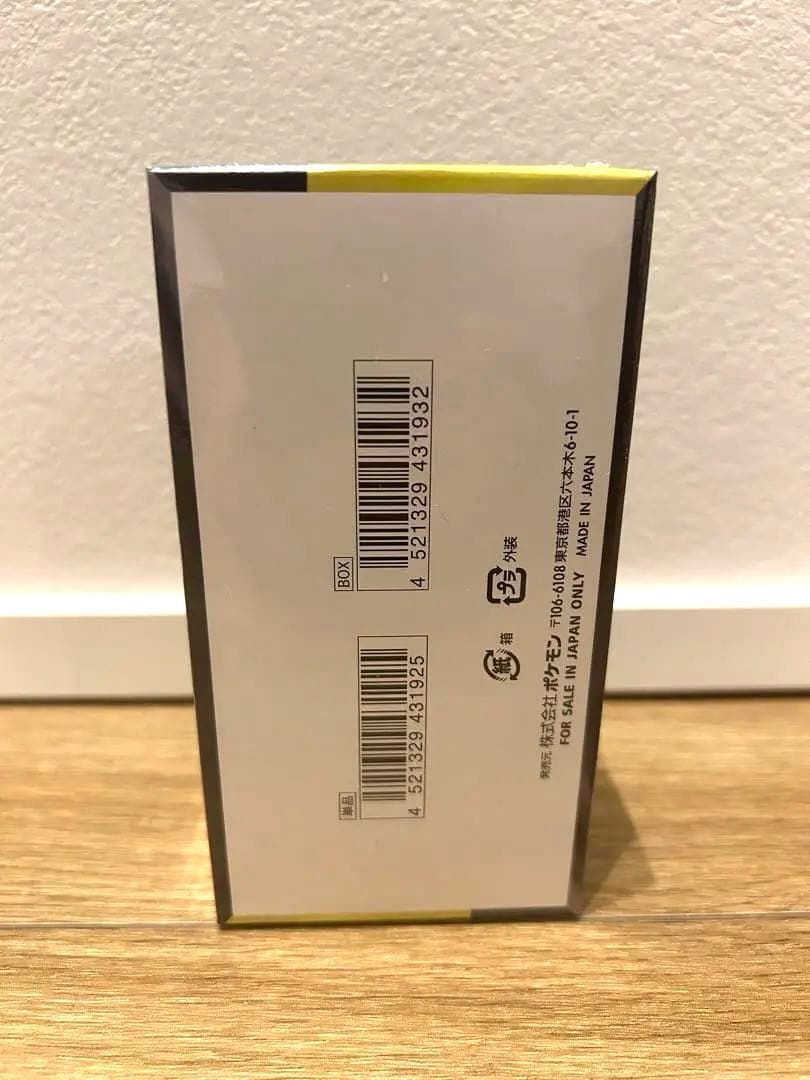 単品
4 521329 431925
BOX
4 521329 431932
紙 箱
プラ 外装
発売元 株式会社ポケモン 〒106-6108 東京都港区六本木6-10-1
FOR SALE IN JAPAN ONLY MADE IN JAPAN